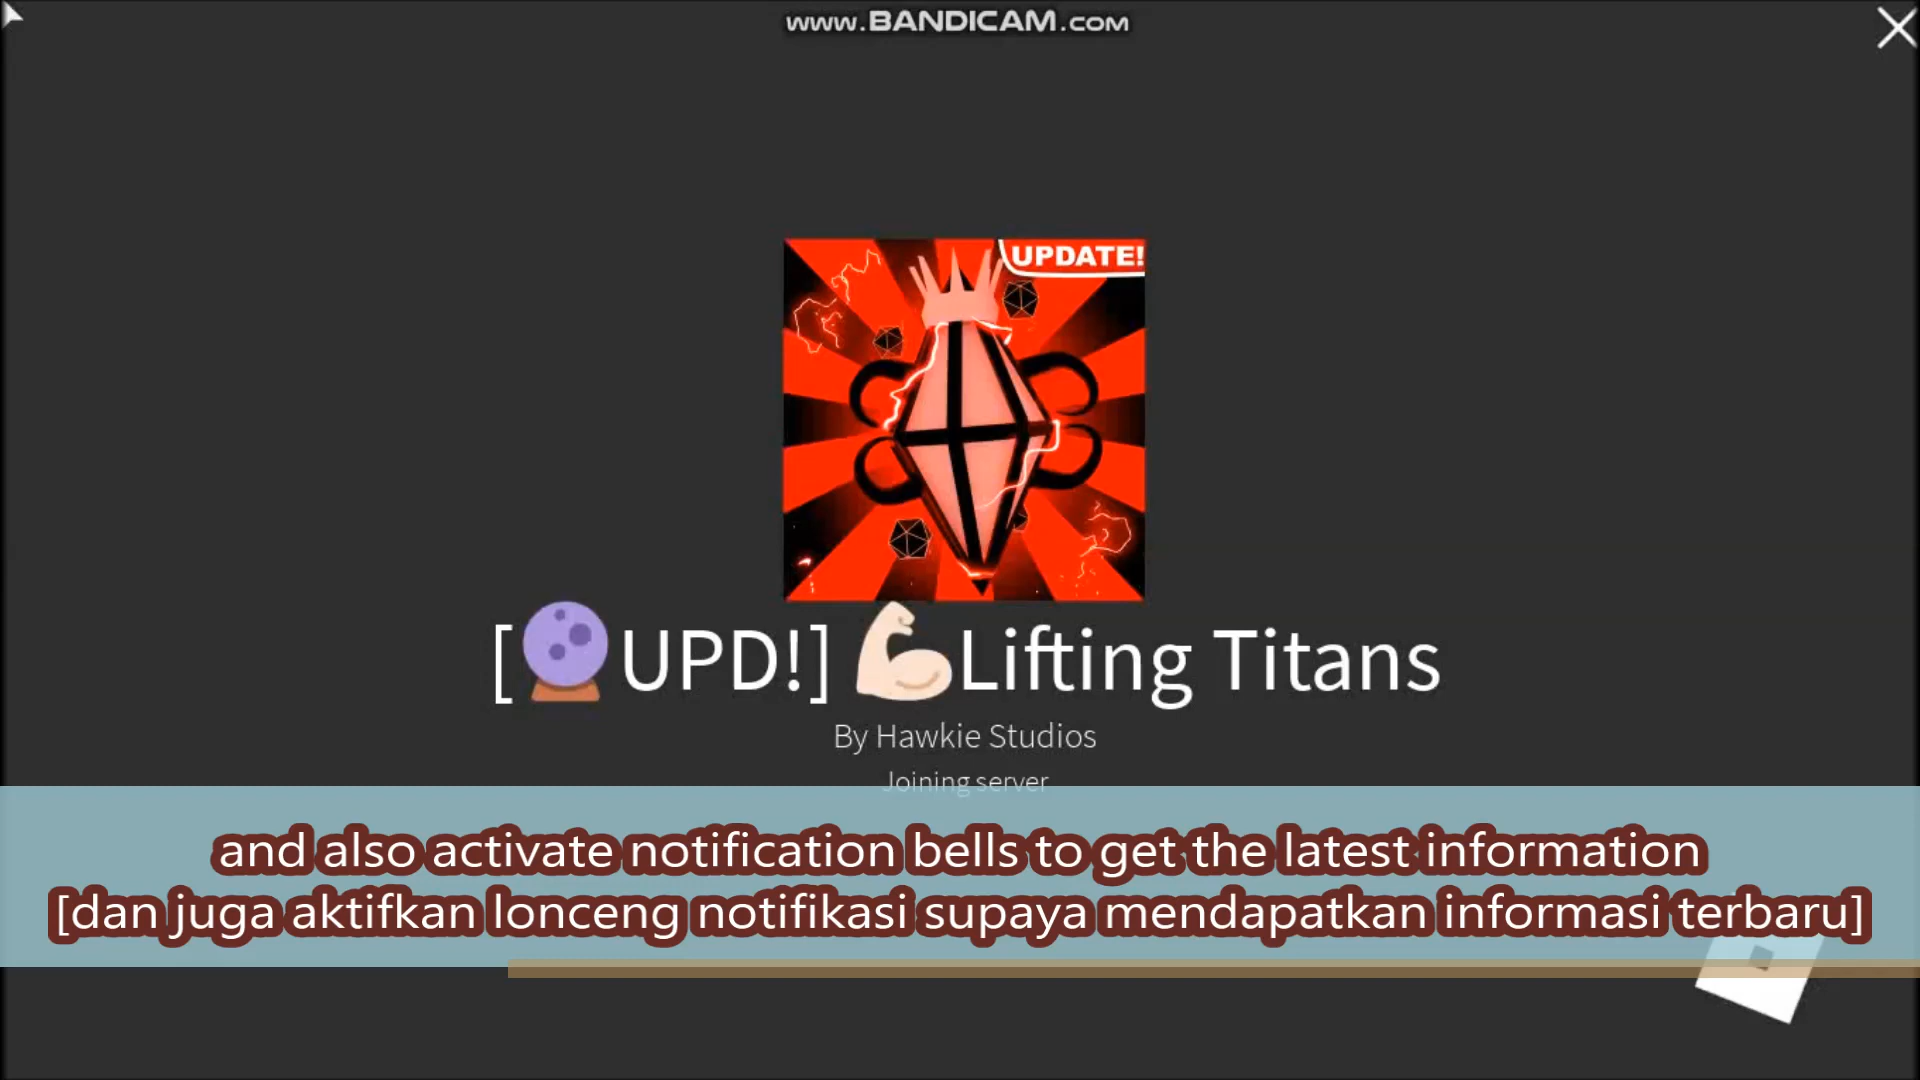 www.BANDICAM.com
UPDATE!
[🔮UPD!] 💪🏻Lifting Titans
By Hawkie Studios
Joining server
and also activate notification bells to get the latest information
[dan juga aktifkan lonceng notifikasi supaya mendapatkan informasi terbaru]